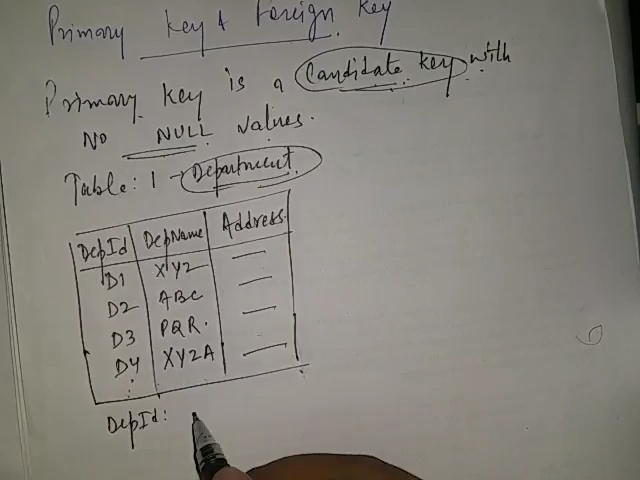 Primary Key & Foreign Key
Primary Key is a Candidate Key with
No NULL values.
Table: 1 → Department
DepId DepName Address
D1 XYZ —
D2 ABC —
D3 PQR. —
D4 XYZA —
DepId: